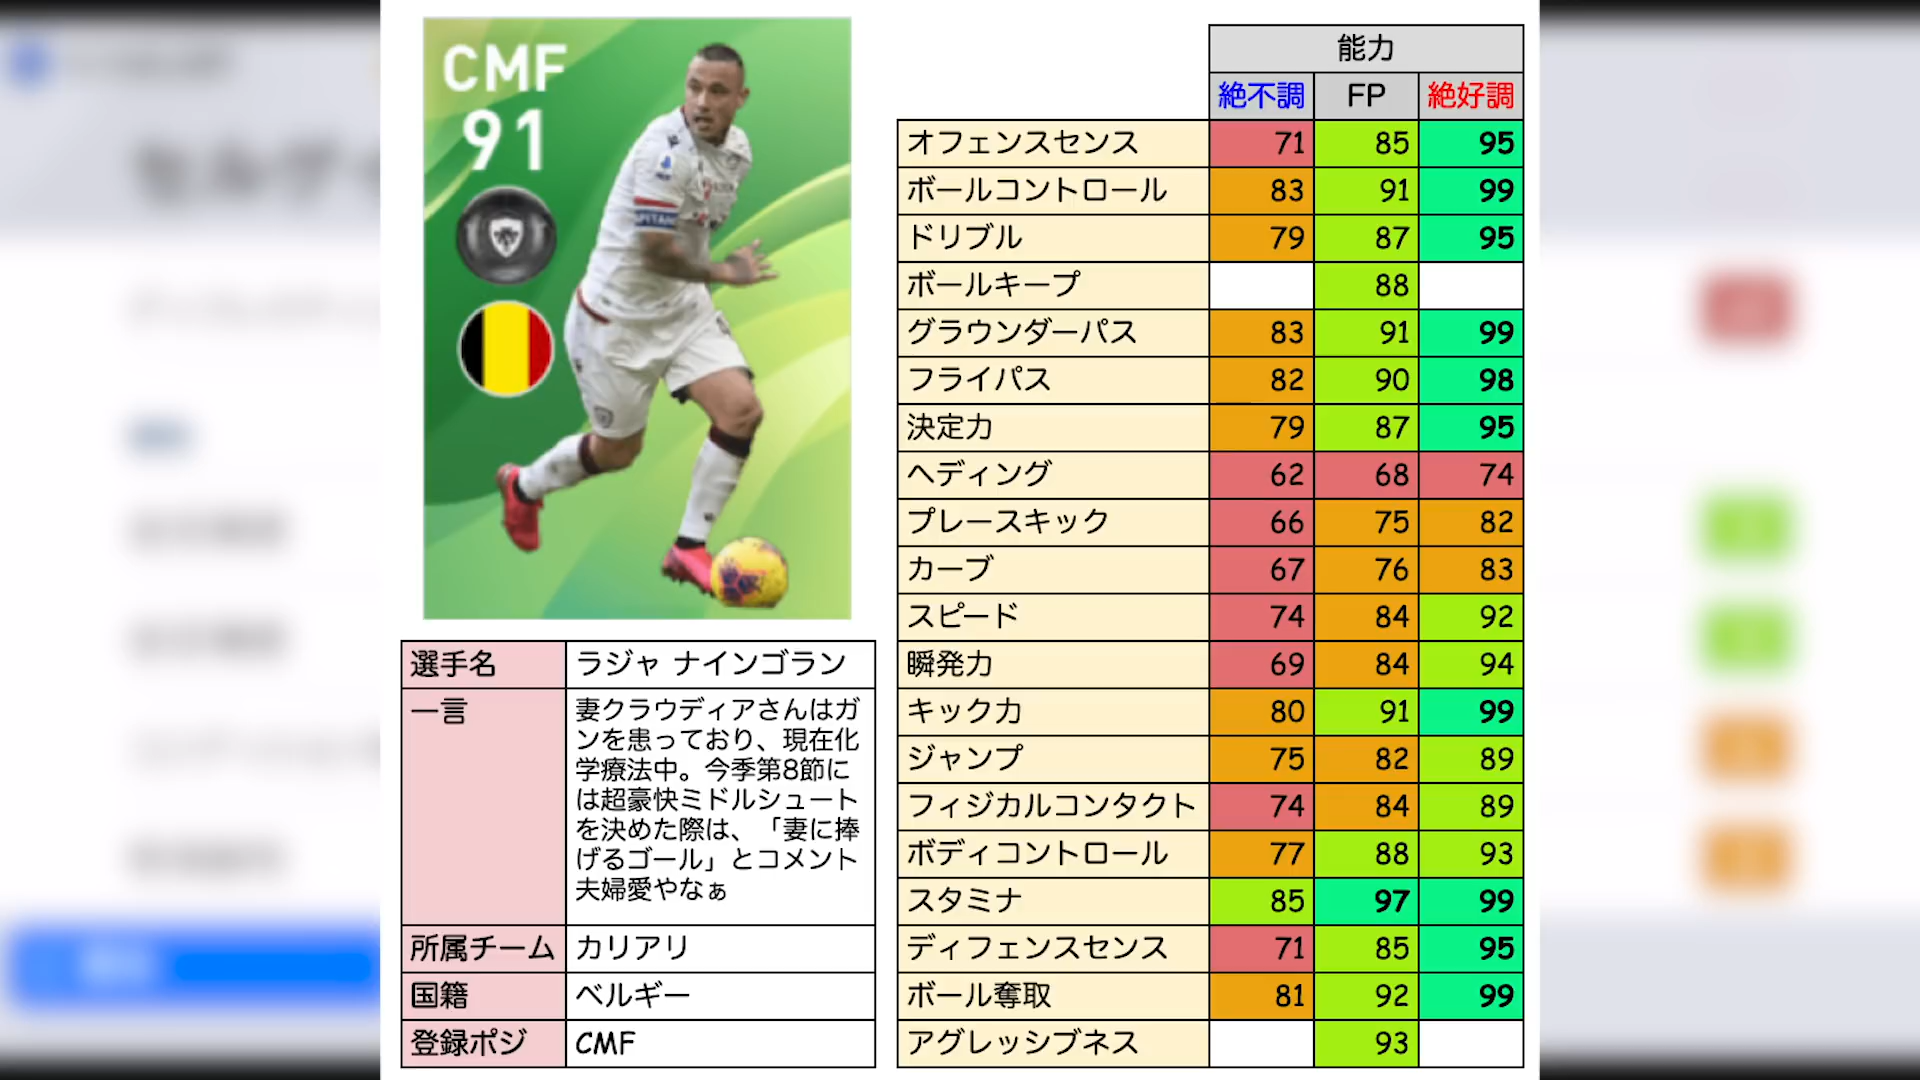 CMF
91
選手名 ラジャ ナインゴラン
一言 妻クラウディアさんはガ
ンを患っており、現在化
学療法中。今季第8節に
は超豪快ミドルシュート
を決めた際は、「妻に捧
げるゴール」とコメント
夫婦愛やなぁ
所属チーム カリアリ
国籍 ベルギー
登録ポジ CMF
能力
絶不調 FP 絶好調
オフェンスセンス 71 85 95
ボールコントロール 83 91 99
ドリブル 79 87 95
ボールキープ 88
グラウンダーパス 83 91 99
フライパス 82 90 98
決定力 79 87 95
ヘディング 62 68 74
プレースキック 66 75 82
カーブ 67 76 83
スピード 74 84 92
瞬発力 69 84 94
キック力 80 91 99
ジャンプ 75 82 89
フィジカルコンタクト 74 84 89
ボディコントロール 77 88 93
スタミナ 85 97 99
ディフェンスセンス 71 85 95
ボール奪取 81 92 99
アグレッシブネス 93